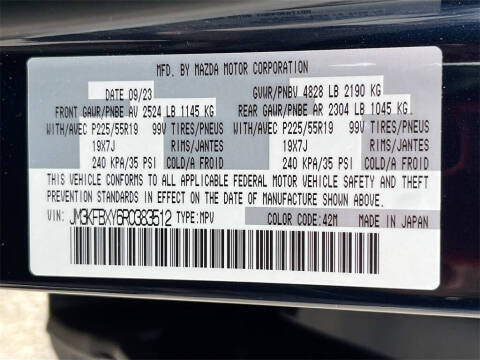 MFD. BY MAZDA MOTOR CORPORATION
DATE 09/23 GVWR/PNBV 4828 LB 2190 KG
FRONT GAWR/PNBE AV 2524 LB 1145 KG REAR GAWR/PNBE AR 2304 LB 1045 KG
WITH/AVEC P225/55R19 99V TIRES/PNEUS WITH/AVEC P225/55R19 99V TIRES/PNEUS
19X7J RIMS/JANTES 19X7J RIMS/JANTES
240 KPA/35 PSI COLD/A FROID 240 KPA/35 PSI COLD/A FROID
THIS VEHICLE CONFORMS TO ALL APPLICABLE FEDERAL MOTOR VEHICLE SAFETY AND THEFT
PREVENTION STANDARDS IN EFFECT ON THE DATE OF MANUFACTURE SHOWN ABOVE.
VIN: JM3KFBXY6R0383512 TYPE:MPV COLOR CODE:42M MADE IN JAPAN